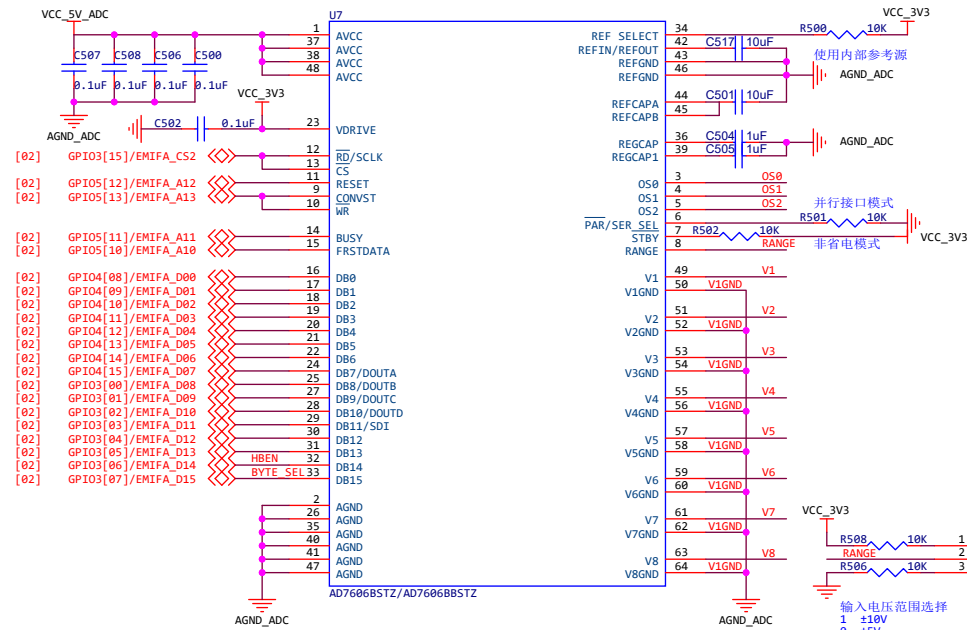 U7
VCC_5V_ADC
1 AVCC
37 AVCC
38 AVCC
48 AVCC
C507 C508 C506 C500
0.1uF 0.1uF 0.1uF 0.1uF
AGND_ADC
VCC_3V3
C502 0.1uF
23 VDRIVE
[02] GPIO3[15]/EMIFA_CS2 12 RD/SCLK
13 CS
[02] GPIO5[12]/EMIFA_A12 11 RESET
[02] GPIO5[13]/EMIFA_A13 9 CONVST
10 WR
[02] GPIO5[11]/EMIFA_A11 14 BUSY
[02] GPIO5[10]/EMIFA_A10 15 FRSTDATA
[02] GPIO4[08]/EMIFA_D00 16 DB0
[02] GPIO4[09]/EMIFA_D01 17 DB1
[02] GPIO4[10]/EMIFA_D02 18 DB2
[02] GPIO4[11]/EMIFA_D03 19 DB3
[02] GPIO4[12]/EMIFA_D04 20 DB4
[02] GPIO4[13]/EMIFA_D05 21 DB5
[02] GPIO4[14]/EMIFA_D06 22 DB6
[02] GPIO4[15]/EMIFA_D07 24 DB7/DOUTA
[02] GPIO3[00]/EMIFA_D08 25 DB8/DOUTB
[02] GPIO3[01]/EMIFA_D09 27 DB9/DOUTC
[02] GPIO3[02]/EMIFA_D10 28 DB10/DOUTD
[02] GPIO3[03]/EMIFA_D11 29 DB11/SDI
[02] GPIO3[04]/EMIFA_D12 30 DB12
[02] GPIO3[05]/EMIFA_D13 31 DB13
[02] GPIO3[06]/EMIFA_D14 HBEN 32 DB14
[02] GPIO3[07]/EMIFA_D15 BYTE_SEL 33 DB15
2 AGND
26 AGND
35 AGND
40 AGND
41 AGND
47 AGND
AGND_ADC
AD7606BSTZ/AD7606BBSTZ
REF SELECT 34 R500 10K VCC_3V3
REFIN/REFOUT 42 C517 10uF 使用内部参考源
REFGND 43
REFGND 46 AGND_ADC
REFCAPA 44 C501 10uF
REFCAPB 45
REGCAP 36 C504 1uF AGND_ADC
REGCAP1 39 C505 1uF
OS0 3 OS0
OS1 4 OS1
OS2 5 OS2
并行接口模式
PAR/SER SEL 6 R501 10K
STBY 7 R502 10K VCC_3V3
RANGE 8 RANGE 非省电模式
V1 49 V1
V1GND 50 V1GND
V2 51 V2
V2GND 52 V1GND
V3 53 V3
V3GND 54 V1GND
V4 55 V4
V4GND 56 V1GND
V5 57 V5
V5GND 58 V1GND
V6 59 V6
V6GND 60 V1GND
V7 61 V7
V7GND 62 V1GND
V8 63 V8
V8GND 64 V1GND
AGND_ADC
VCC_3V3
R508 10K 1
RANGE 2
R506 10K 3
输入电压范围选择
1 ±10V